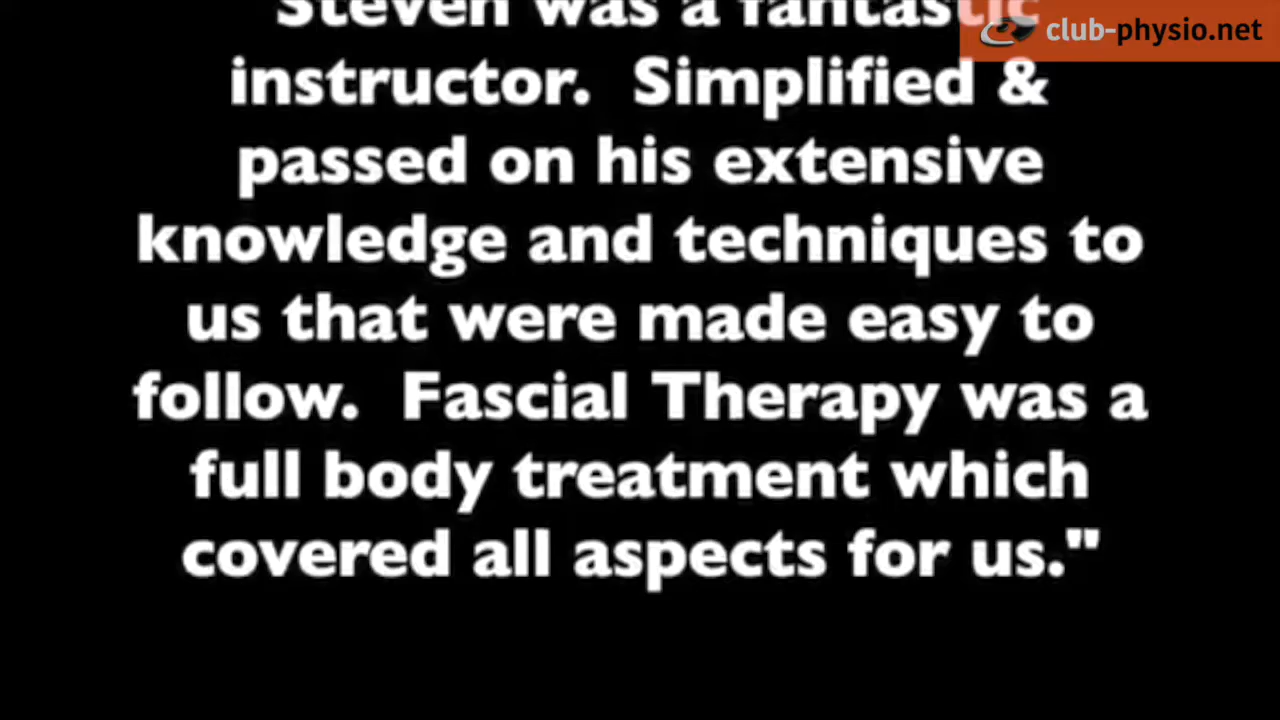 Steven was a fantastic
club-physio.net
instructor.  Simplified &
passed on his extensive
knowledge and techniques to
us that were made easy to
follow.  Fascial Therapy was a
full body treatment which
covered all aspects for us."